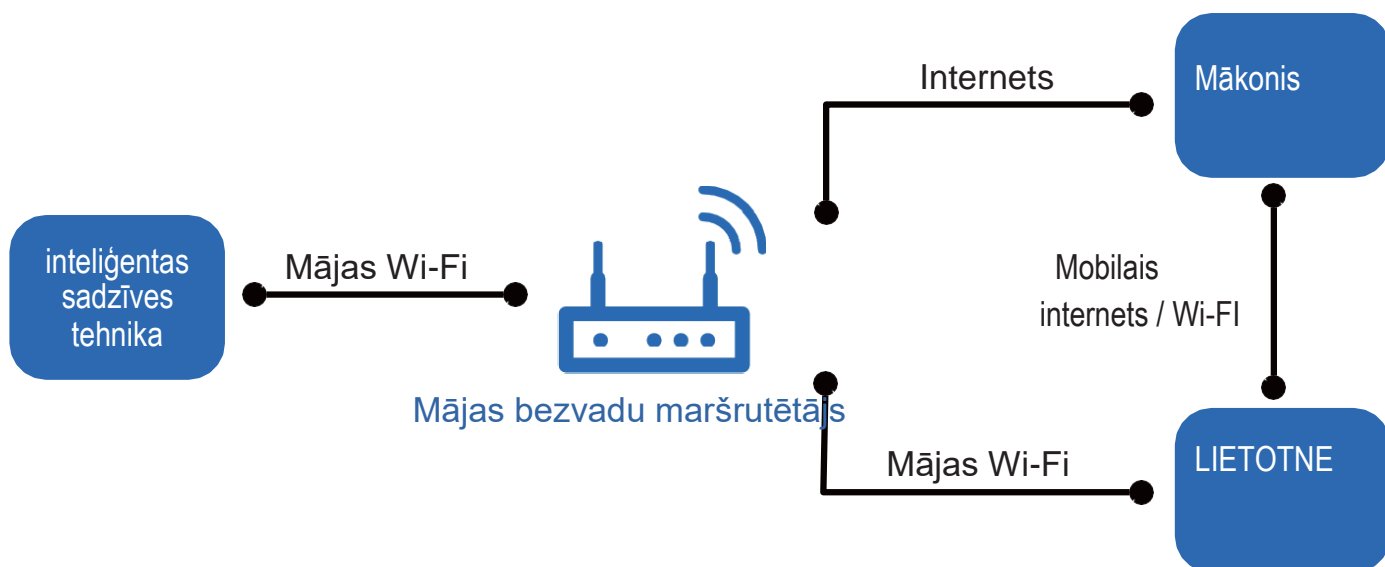 Internets
Mākonis
inteliģentas
sadzīves
tehnika
Mājas Wi-Fi
Mobilais
internets / Wi-FI
Mājas bezvadu maršrutētājs
Mājas Wi-Fi
LIETOTNE